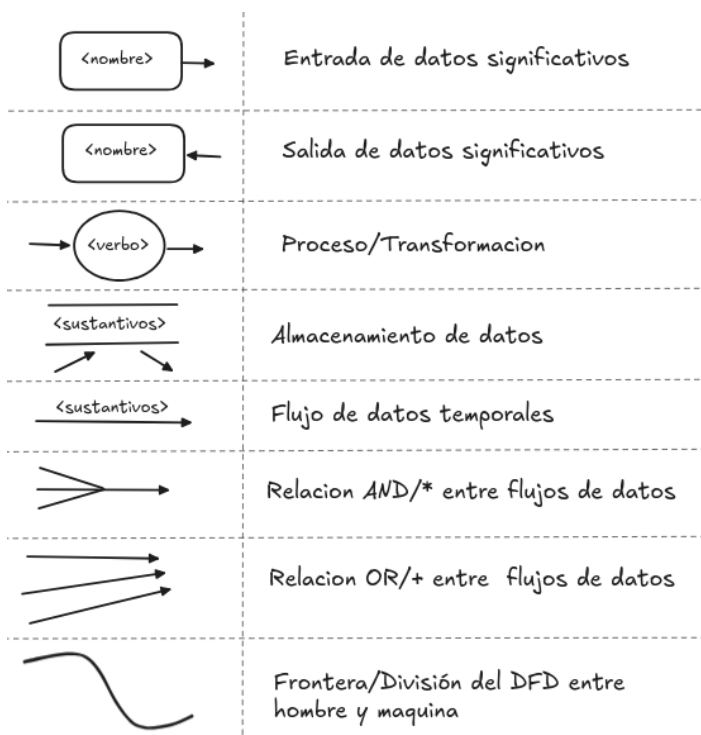 <nombre>
Entrada de datos significativos
<nombre>
Salida de datos significativos
<verbo>
Proceso/Transformacion
<sustantivos>
Almacenamiento de datos
<sustantivos>
Flujo de datos temporales
Relacion AND/* entre flujos de datos
Relacion OR/+ entre flujos de datos
Frontera/División del DFD entre
hombre y maquina